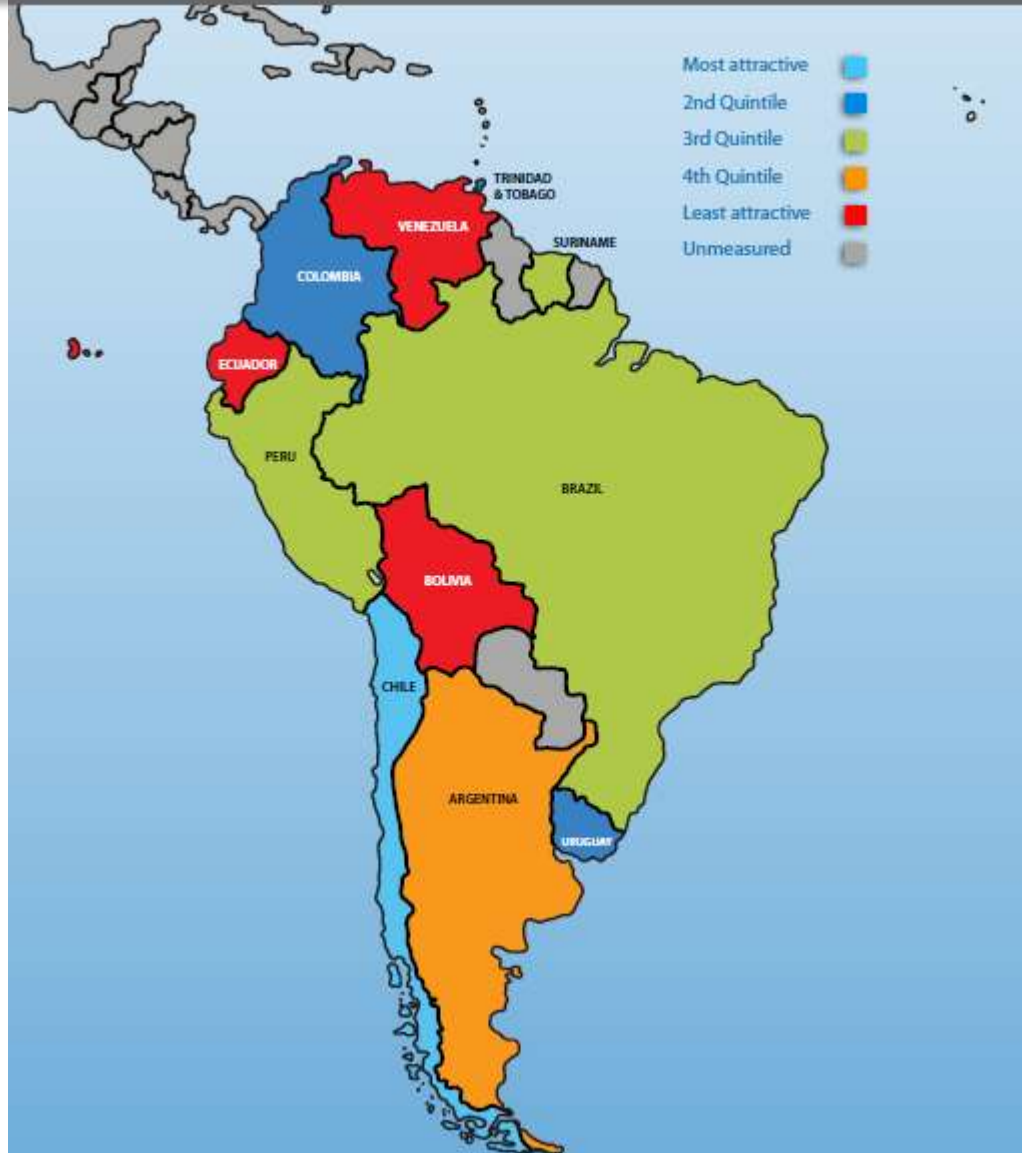 Most attractive
2nd Quintile
3rd Quintile
4th Quintile
Least attractive
Unmeasured
TRINIDAD
& TOBAGO
VENEZUELA
SURINAME
COLOMBIA
ECUADOR
PERU
BRAZIL
BOLIVIA
CHILE
ARGENTINA
URUGUAY